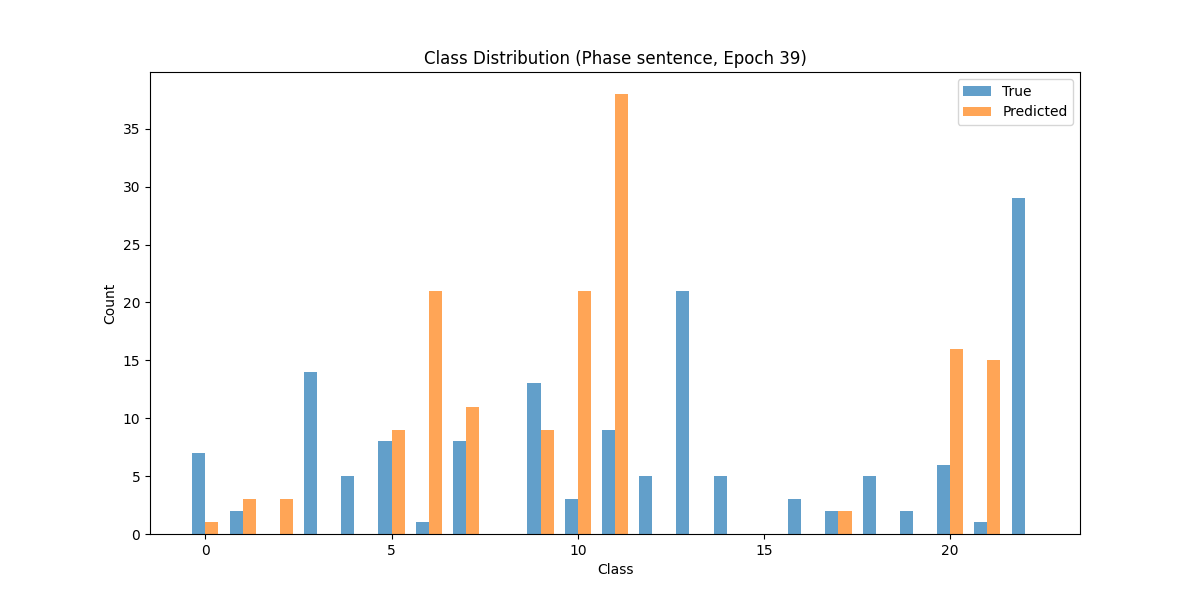 Class Distribution (Phase sentence, Epoch 39)
True
Predicted
35
30
25
20
15
10
5
0
Count
0 5 10 15 20
Class